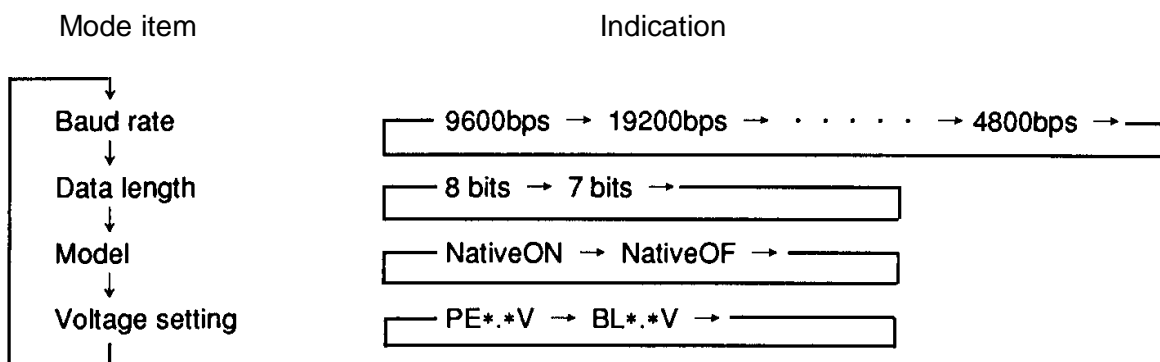 Mode item Indication
Baud rate 9600bps → 19200bps → · · · · · → 4800bps →
Data length 8 bits → 7 bits →
Model NativeON → NativeOF →
Voltage setting PE*.*V → BL*.*V →